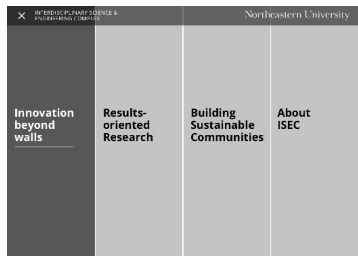 INTERDISCIPLINARY SCIENCE &
ENGINEERING COMPLEX
Northeastern University
Innovation
beyond
walls
Results-
oriented
Research
Building
Sustainable
Communities
About
ISEC